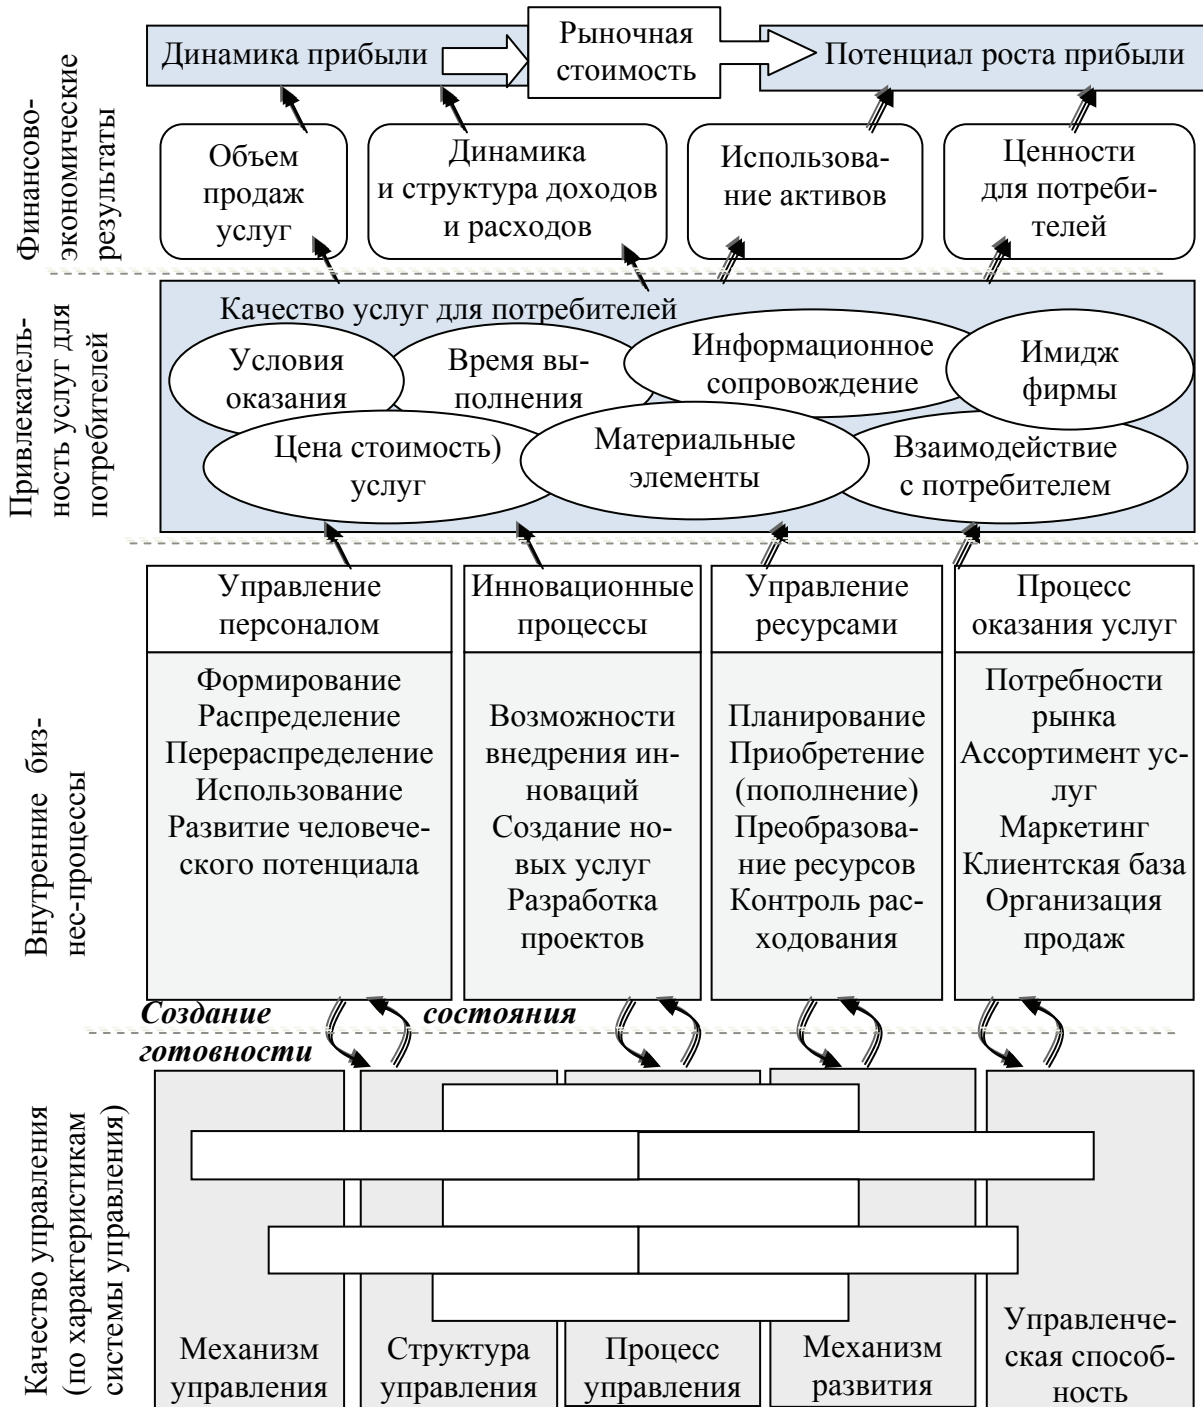 Финансово-
экономические
результаты
Динамика прибыли
Рыночная
стоимость
Потенциал роста прибыли
Объем
продаж
услуг
Динамика
и структура доходов
и расходов
Использова-
ние активов
Ценности
для потреби-
телей
Привлекатель-
ность услуг для
потребителей
Качество услуг для потребителей
Условия
оказания
Время вы-
полнения
Информационное
сопровождение
Имидж
фирмы
Цена стоимость)
услуг
Материальные
элементы
Взаимодействие
с потребителем
Внутренние биз-
нес-процессы
Управление
персоналом
Формирование
Распределение
Перераспределение
Использование
Развитие человече-
ского потенциала
Инновационные
процессы
Возможности
внедрения ин-
новаций
Создание но-
вых услуг
Разработка
проектов
Управление
ресурсами
Планирование
Приобретение
(пополнение)
Преобразова-
ние ресурсов
Контроль рас-
ходования
Процесс
оказания услуг
Потребности
рынка
Ассортимент ус-
луг
Маркетинг
Клиентская база
Организация
продаж
Создание состояния
готовности
Качество управления
(по характеристикам
системы управления)
Механизм
управления
Структура
управления
Процесс
управления
Механизм
развития
Управленче-
ская способ-
ность